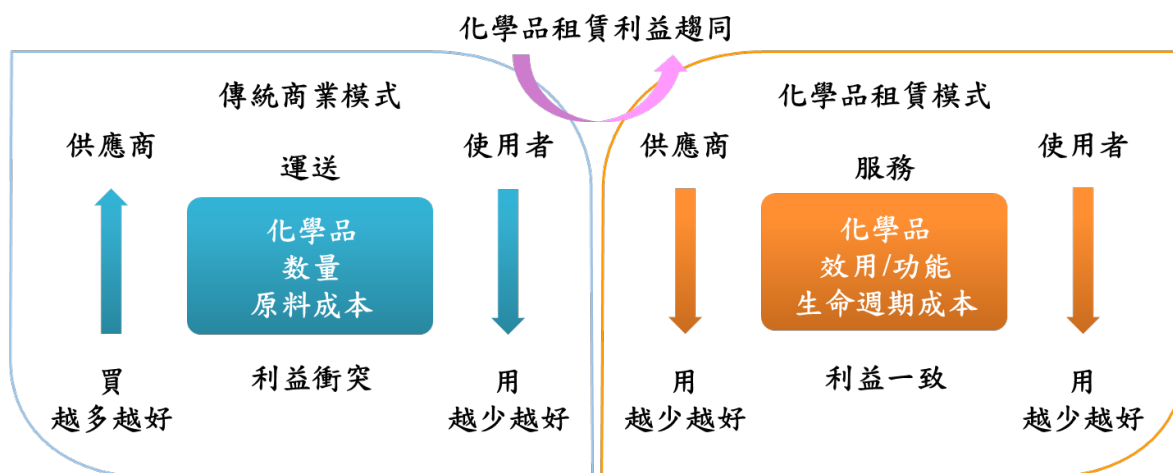 化學品租賃利益趨同
傳統商業模式
供應商
運送
使用者
化學品
數量
原料成本
買
越多越好
利益衝突
用
越少越好
化學品租賃模式
供應商
服務
使用者
化學品
效用/功能
生命週期成本
用
越少越好
利益一致
用
越少越好